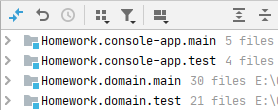 Homework.console-app.main 5 files
Homework.console-app.test 4 files
Homework.domain.main 30 files E:\
Homework.domain.test 21 files E:\